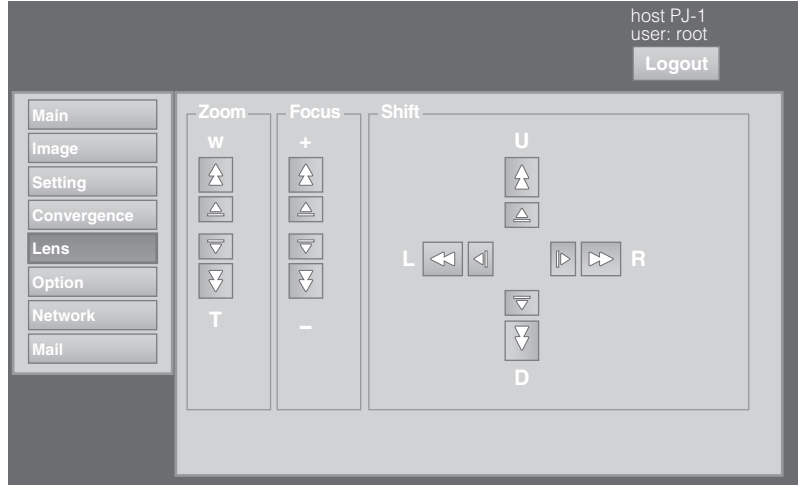 host PJ-1
user: root
Logout
Main
Image
Setting
Convergence
Lens
Option
Network
Mail
Zoom
W
T
Focus
+
–
Shift
U
L
R
D